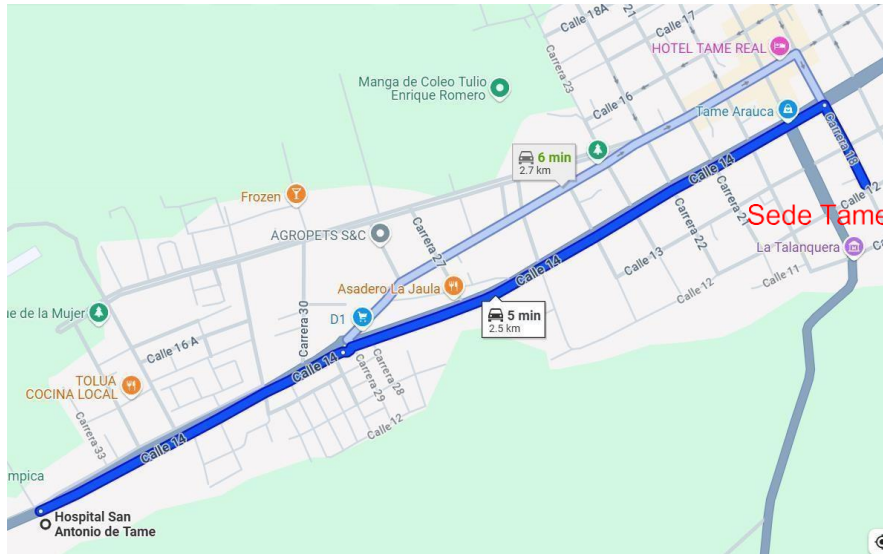 Calle 18A
Calle 17
21
HOTEL TAME REAL
Carrera 23
Manga de Coleo Tulio
Enrique Romero
Calle 16
Tame Arauca
6 min
2.7 km
Carrera 18
Calle 14
Frozen
Calle 12
Sede Tame
AGROPETS S&C
Carrera 27
Carrera 22
La Talanquera
Calle 13
Calle 14
Calle 11
Asadero La Jaula
Calle 12
ue de la Mujer
Carrera 30
D1
5 min
2.5 km
Calle 16 A
Calle 14
Carrera 28
Carrera 29
TOLUA
COCINA LOCAL
Calle 12
Carrera 33
Calle 14
mpica
Hospital San
Antonio de Tame